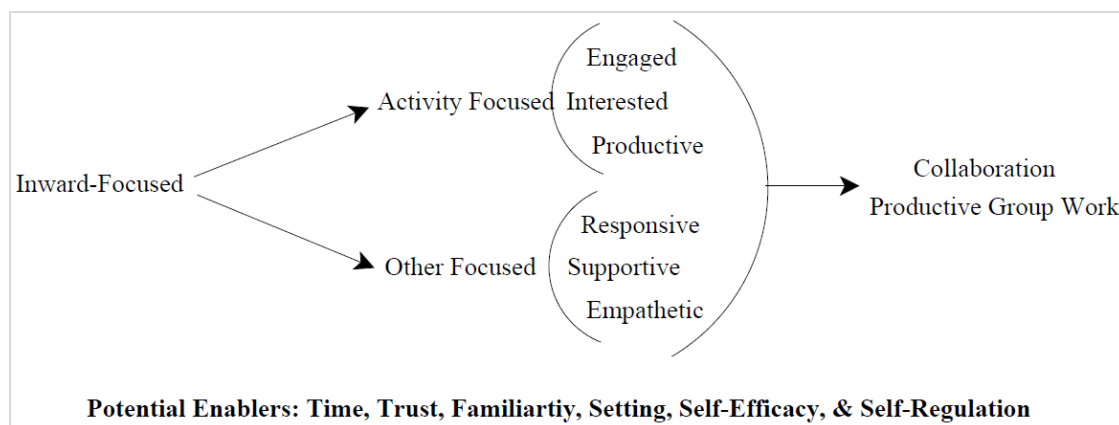 Engaged
Activity Focused
Interested
Productive
Inward-Focused
Collaboration
Productive Group Work
Responsive
Other Focused
Supportive
Empathetic
Potential Enablers: Time, Trust, Familiartiy, Setting, Self-Efficacy, & Self-Regulation